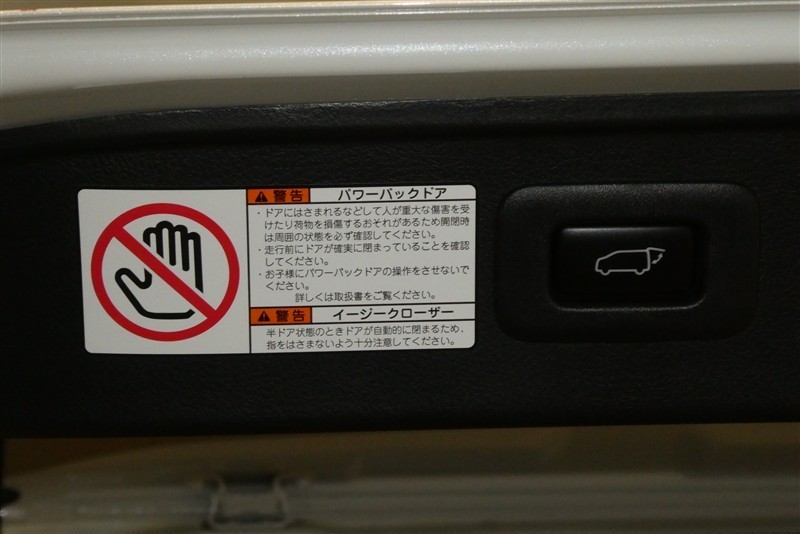 警告 パワーバックドア
・ドアにはさまれるなどして人が重大な傷害を受
けたり荷物を損傷するおそれがあるため開閉時
は周囲の状態を必ず確認してください。
・走行前にドアが確実に閉まっていることを確認
してください。
・お子様にパワーバックドアの操作をさせないで
ください。
詳しくは取扱書をご覧ください。
警告 イージークローザー
半ドア状態のときドアが自動的に閉まるため、
指をはさまないよう十分注意してください。